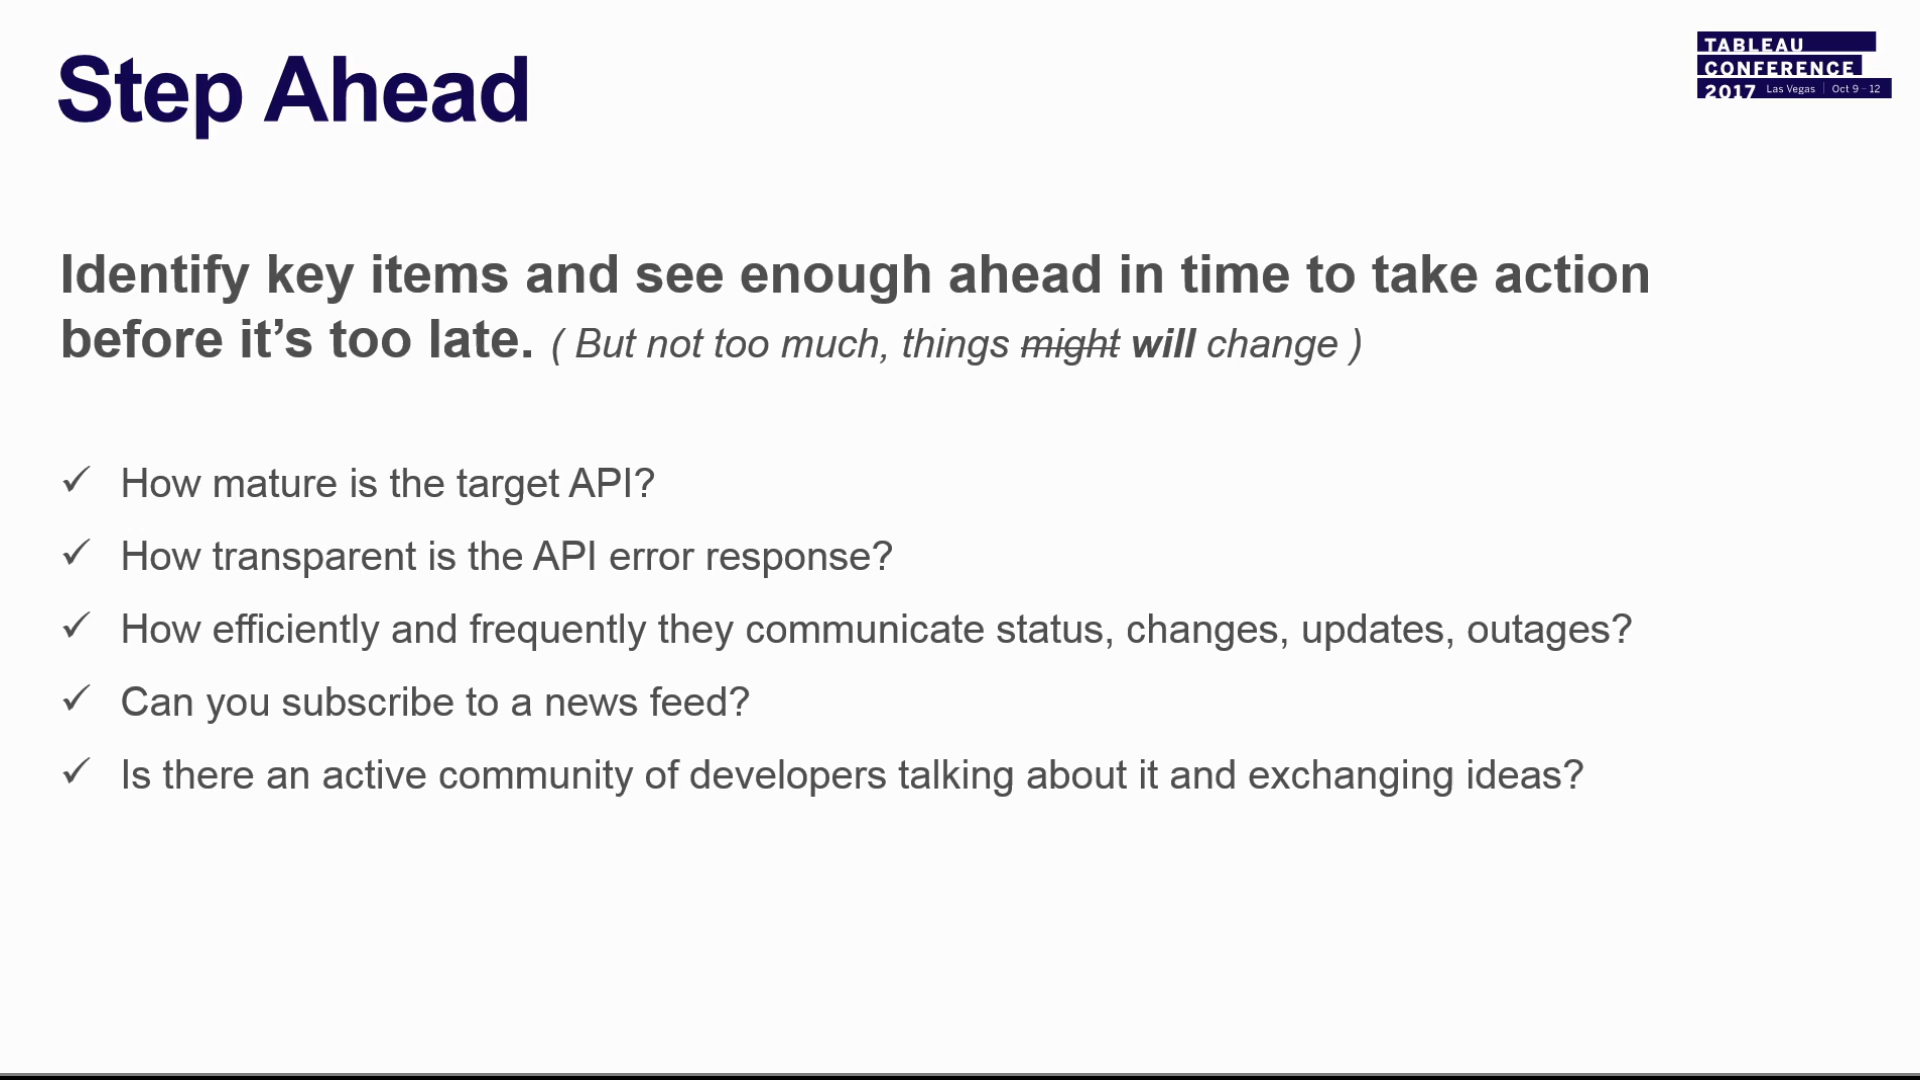 Step Ahead
TABLEAU
CONFERENCE
2017 Las Vegas | Oct 9 - 12
Identify key items and see enough ahead in time to take action
before it’s too late. ( But not too much, things might will change )
✓ How mature is the target API?
✓ How transparent is the API error response?
✓ How efficiently and frequently they communicate status, changes, updates, outages?
✓ Can you subscribe to a news feed?
✓ Is there an active community of developers talking about it and exchanging ideas?